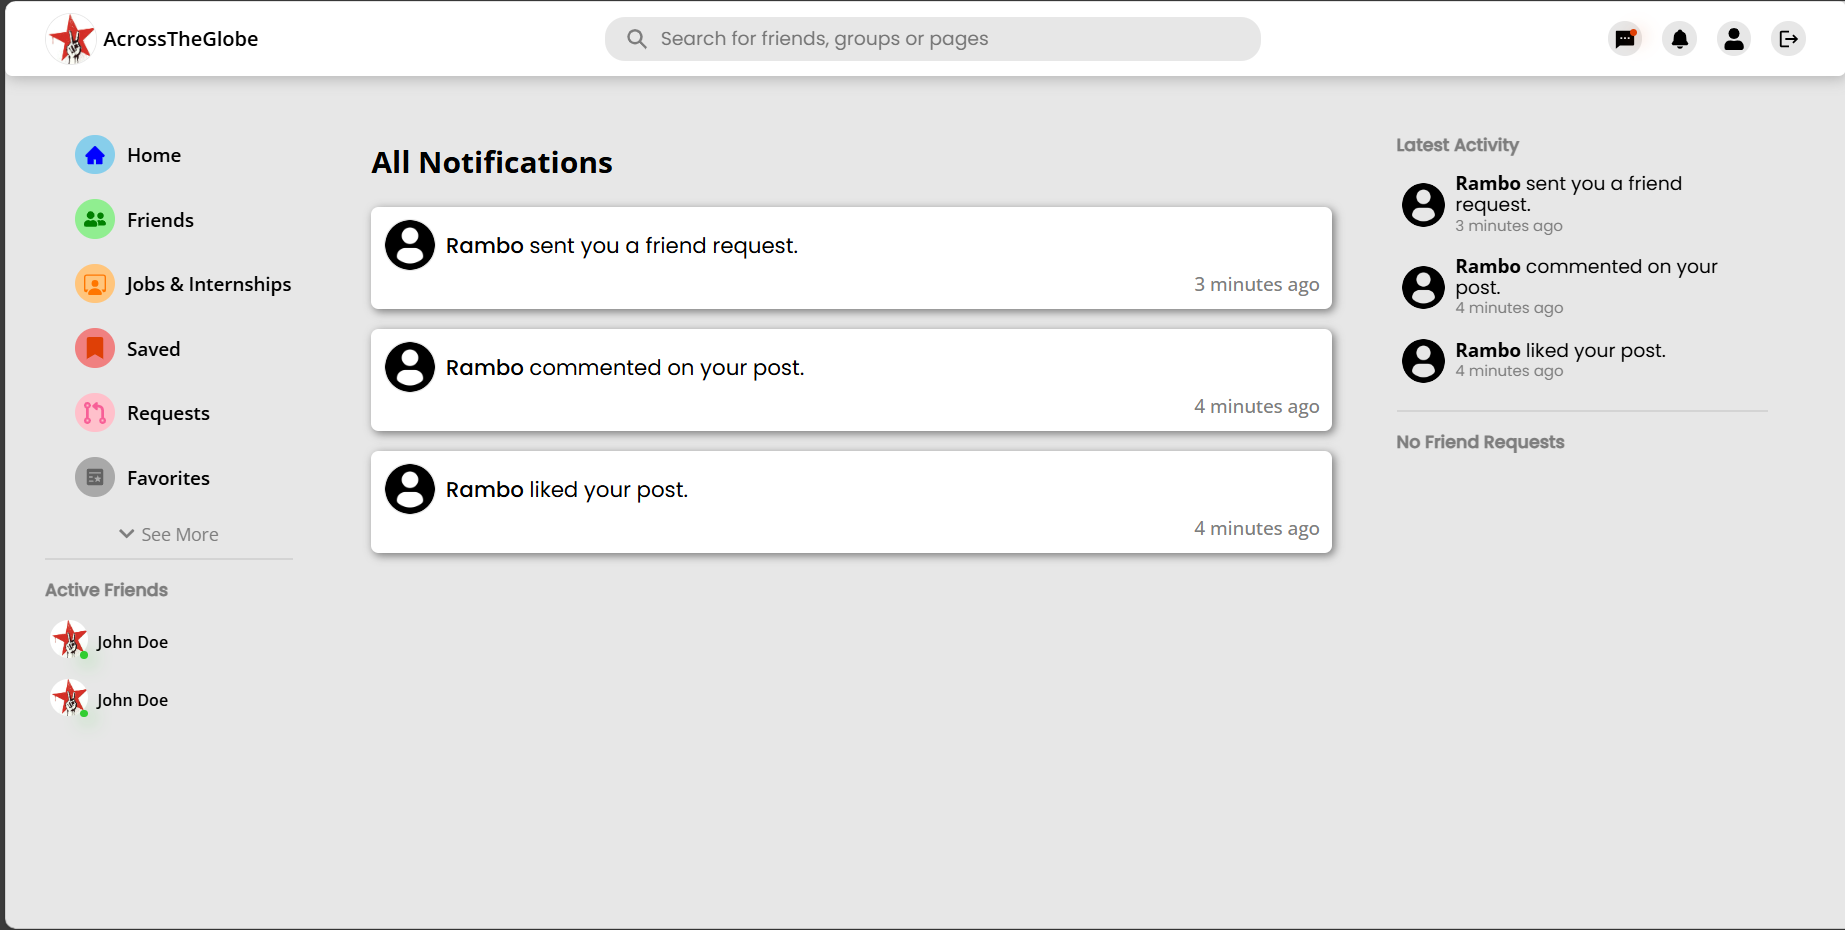 AcrossTheGlobe
Search for friends, groups or pages
Home
Friends
Jobs & Internships
Saved
Requests
Favorites
See More
Active Friends
John Doe
John Doe
All Notifications
Rambo sent you a friend request.
3 minutes ago
Rambo commented on your post.
4 minutes ago
Rambo liked your post.
4 minutes ago
Latest Activity
Rambo sent you a friend
request.
3 minutes ago
Rambo commented on your
post.
4 minutes ago
Rambo liked your post.
4 minutes ago
No Friend Requests